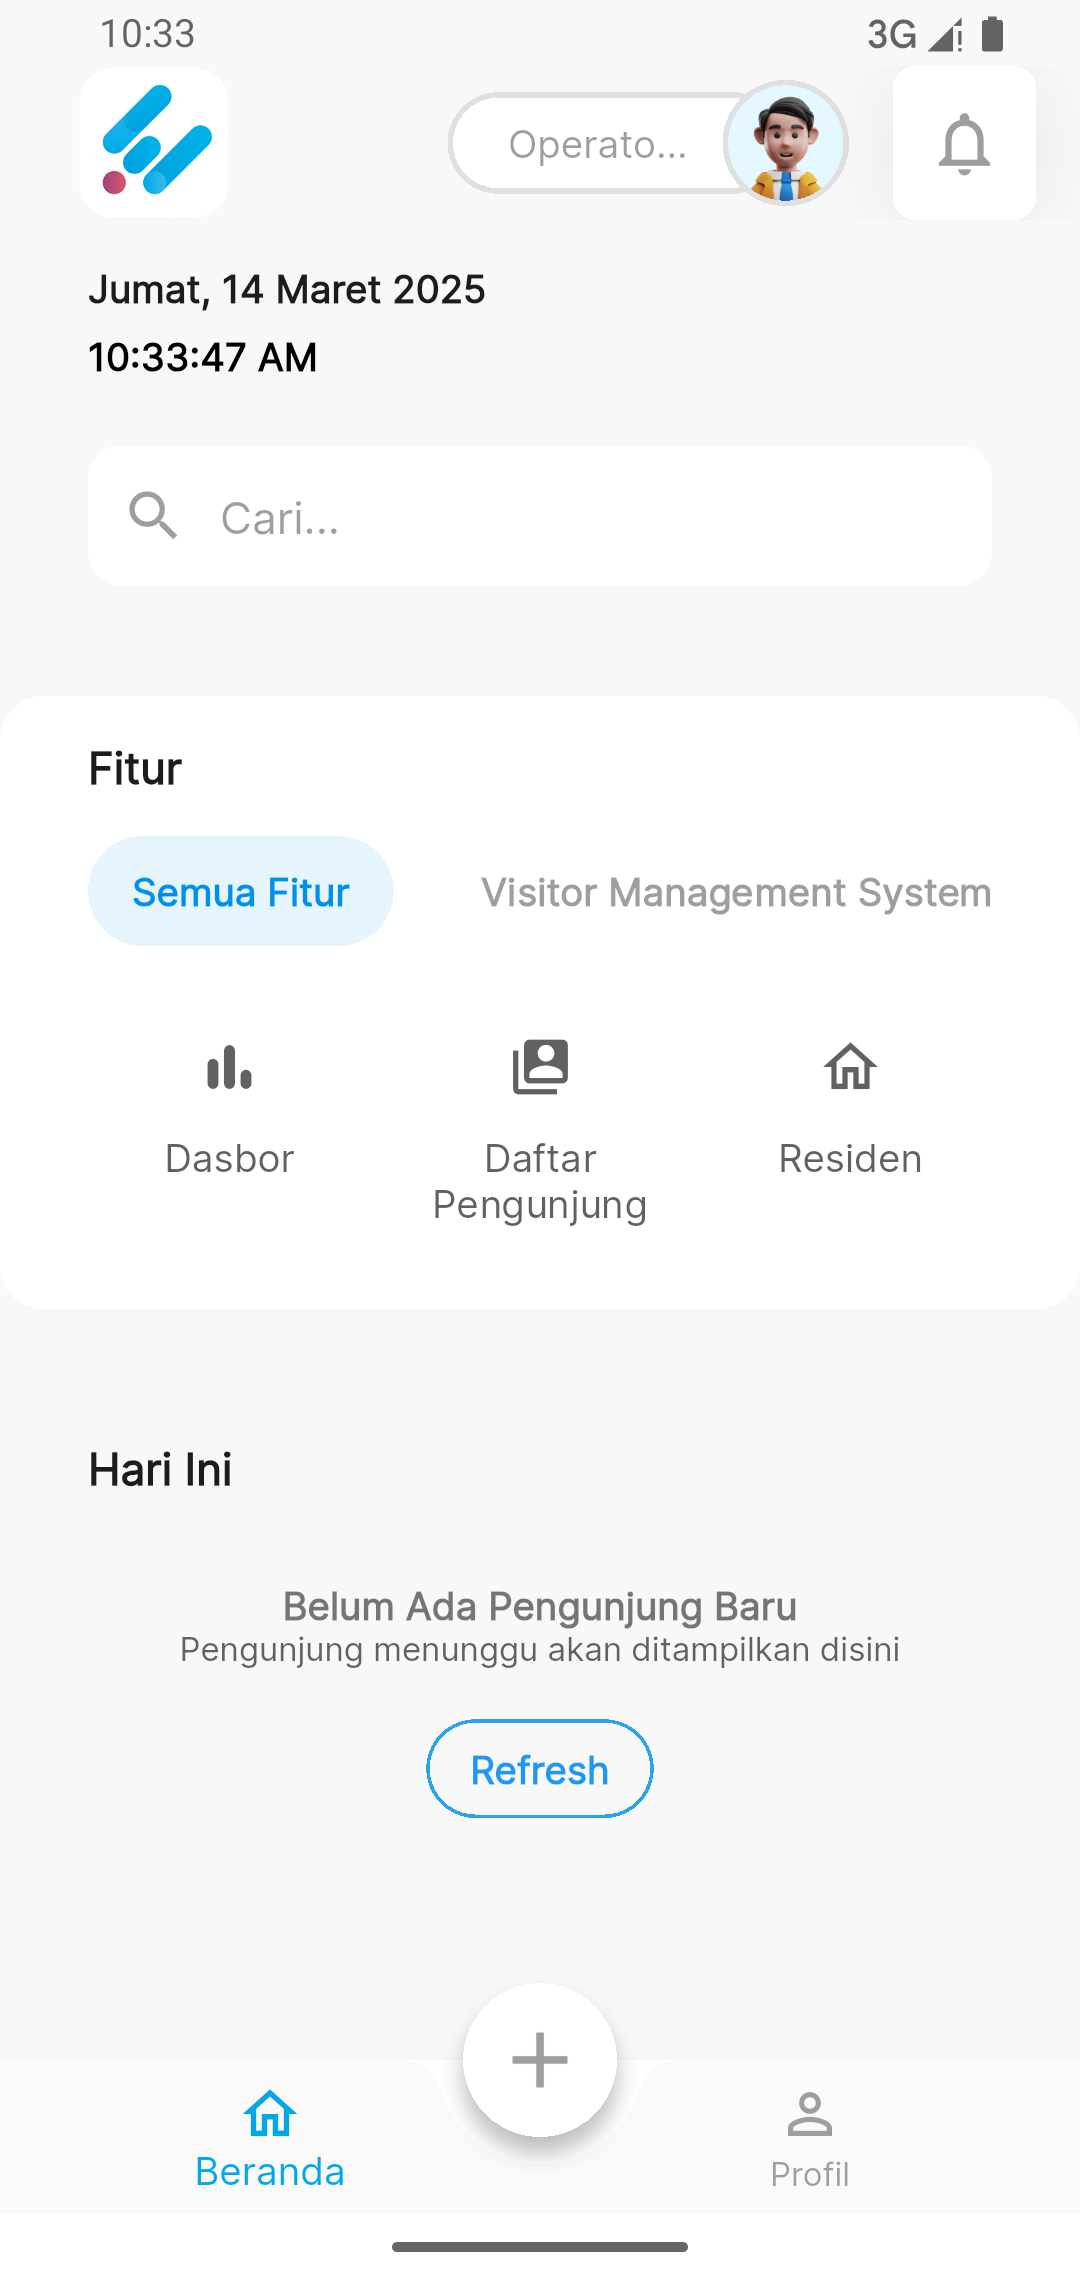 10:33
3G
Operato...
Jumat, 14 Maret 2025
10:33:47 AM
Cari...
Fitur
Semua Fitur
Visitor Management System
Dasbor
Daftar
Pengunjung
Residen
Hari Ini
Belum Ada Pengunjung Baru
Pengunjung menunggu akan ditampilkan disini
Refresh
Beranda
Profil